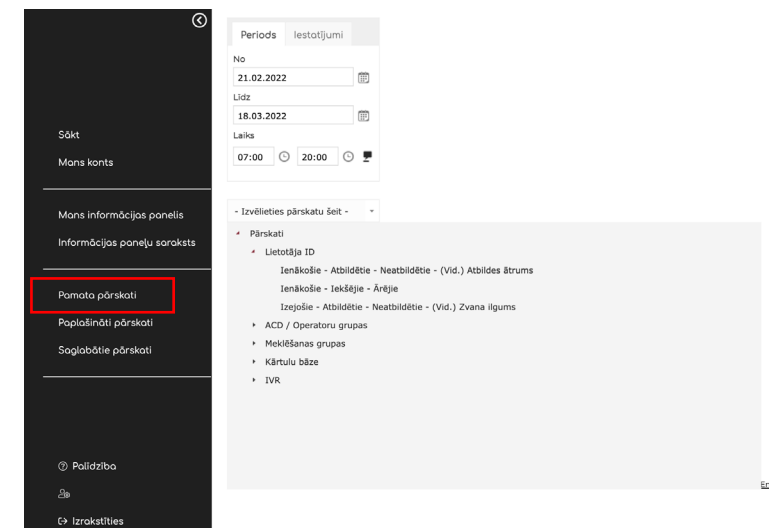 Sākt
Mans konts
Mans informācijas panelis
Informācijas paneļu saraksts
Pamata pārskati
Paplašināti pārskati
Saglabātie pārskati
Palīdzība
Izrakstīties
Periods Iestatījumi
No
21.02.2022
Līdz
18.03.2022
Laiks
07:00 20:00
- Izvēlieties pārskatu šeit -
Pārskati
Lietotāja ID
Ienākošie - Atbildētie - Neatbildētie - (Vid.) Atbildes ātrums
Ienākošie - Iekšējie - Ārējie
Izejošie - Atbildētie - Neatbildētie - (Vid.) Zvana ilgums
ACD / Operatoru grupas
Meklēšanas grupas
Kārtulu bāze
IVR